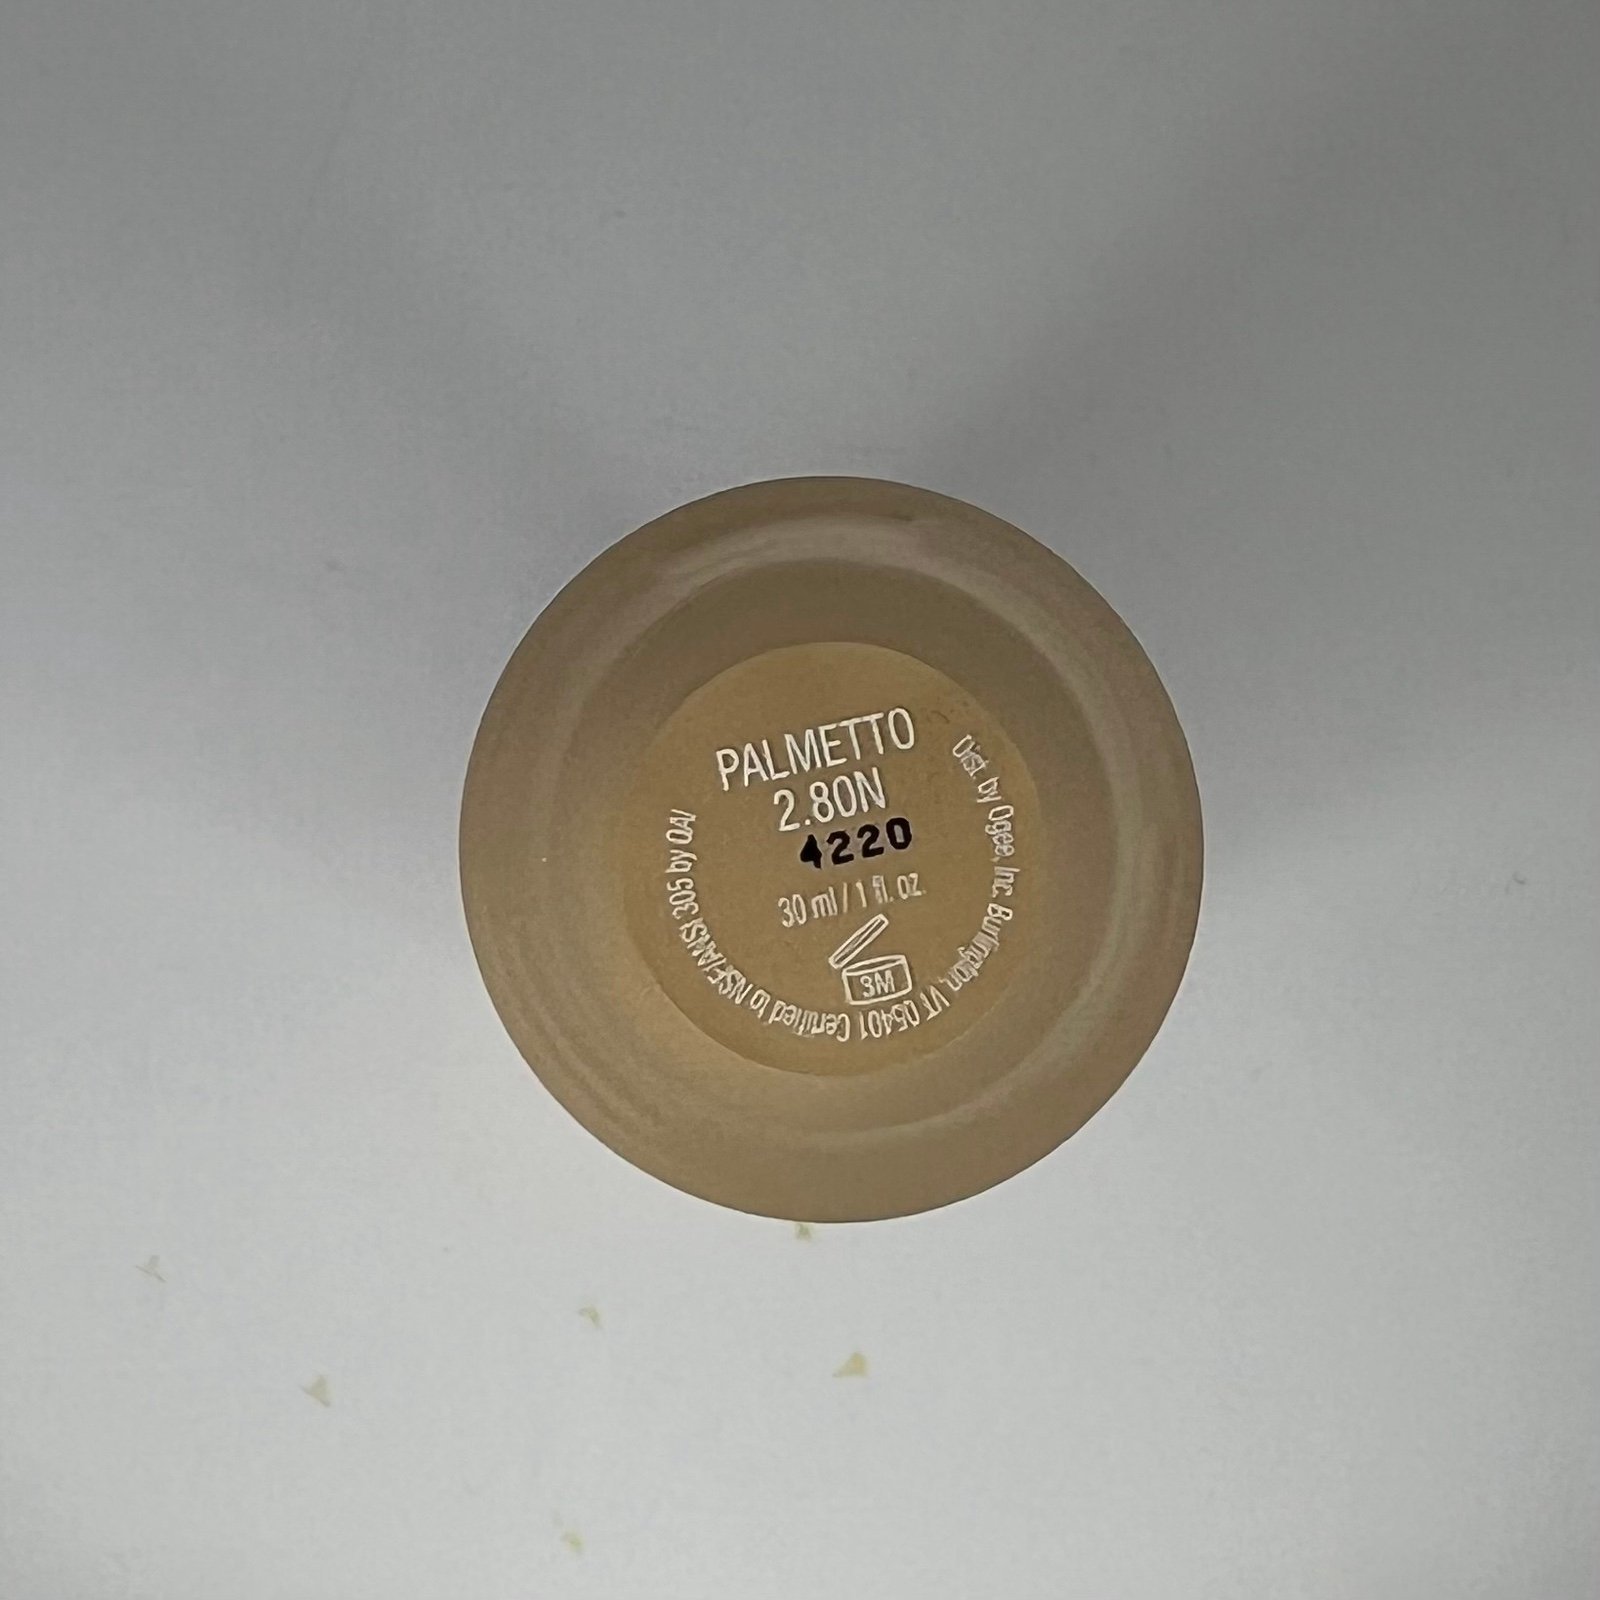 PALMETTO
2.80N
4220
30 ml / 1 fl. oz.
3M
Dist. by Ogee, Inc. Burlington, VT 05401 Certified to NSF/ANSI 305 by QAI